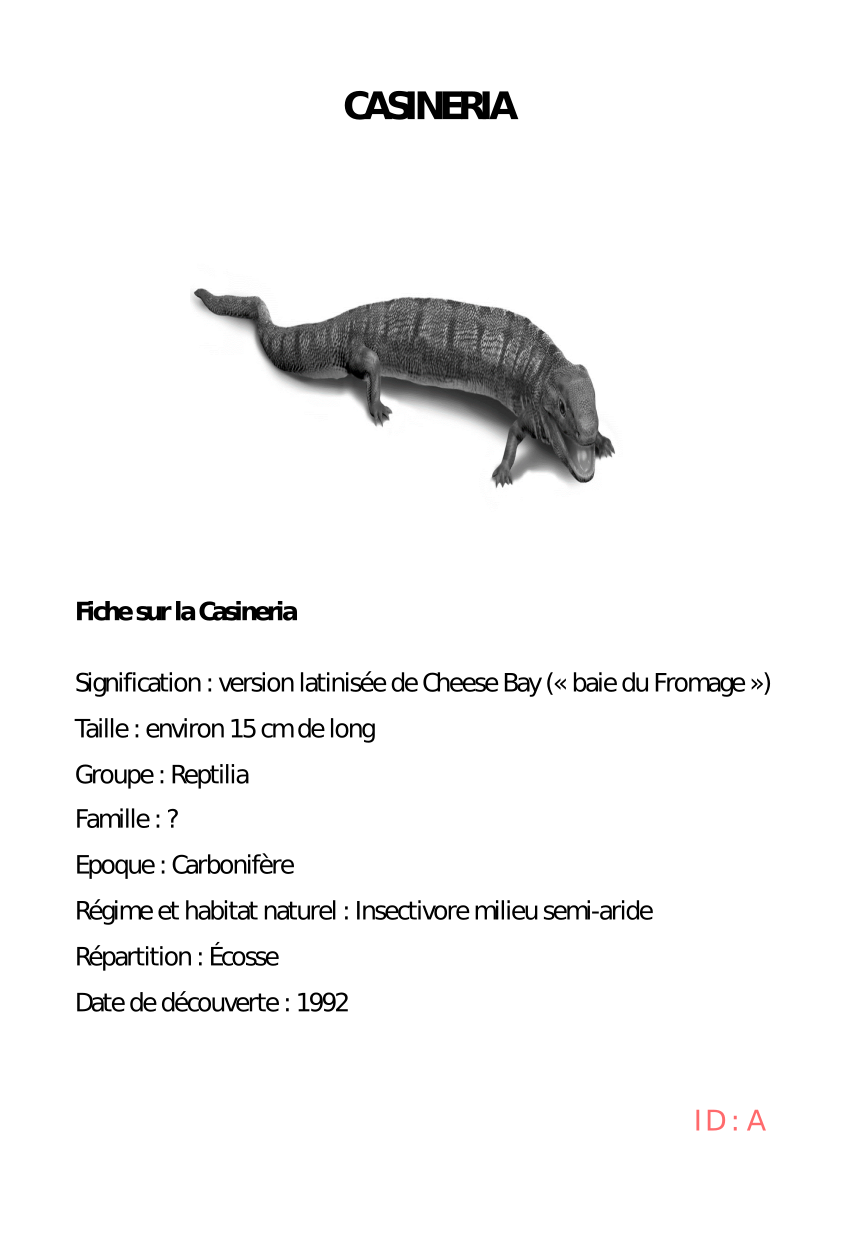 CASINERIA
Fiche sur la Casineria
Signification : version latinisée de Cheese Bay (« baie du Fromage »)
Taille : environ 15 cm de long
Groupe : Reptilia
Famille : ?
Epoque : Carbonifère
Régime et habitat naturel : Insectivore milieu semi-aride
Répartition : Écosse
Date de découverte : 1992
ID : A